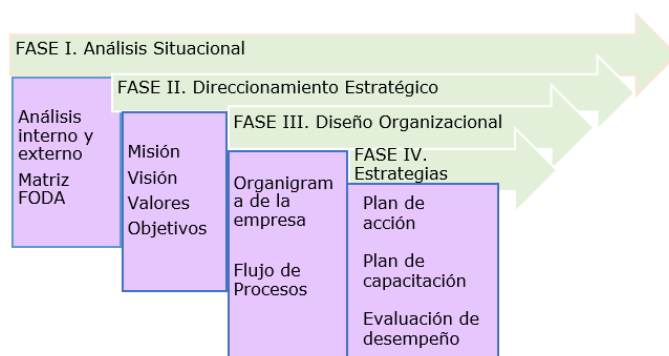 FASE I. Análisis Situacional
Análisis
interno y
externo
Matriz
FODA
FASE II. Direccionamiento Estratégico
Misión
Visión
Valores
Objetivos
FASE III. Diseño Organizacional
Organigram
a de la
empresa
Flujo de
Procesos
FASE IV.
Estrategias
Plan de
acción
Plan de
capacitación
Evaluación de
desempeño